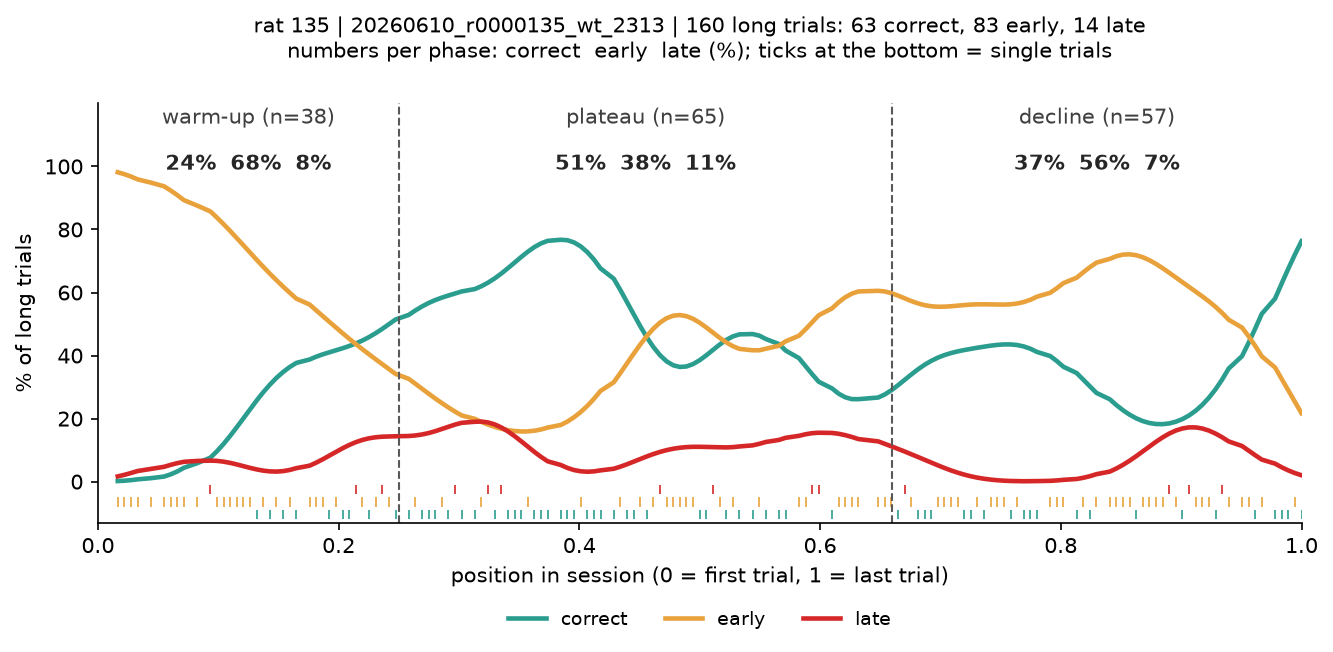 rat 135 | 20260610_r0000135_wt_2313 | 160 long trials: 63 correct, 83 early, 14 late
numbers per phase: correct  early  late (%); ticks at the bottom = single trials
warm-up (n=38)
plateau (n=65)
decline (n=57)
24%  68%  8%
51%  38%  11%
37%  56%  7%
100
80
60
40
20
0
% of long trials
0.0
0.2
0.4
0.6
0.8
1.0
position in session (0 = first trial, 1 = last trial)
correct
early
late